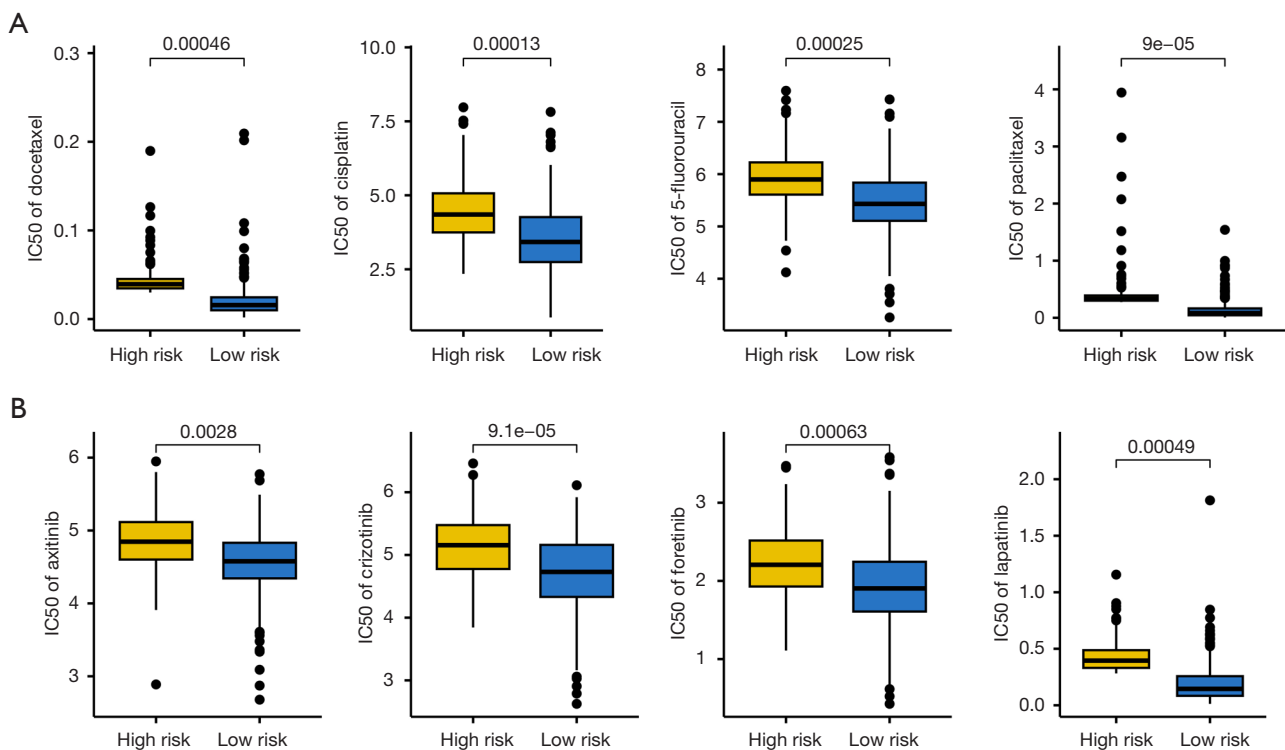 A
IC50 of docetaxel
0.3
0.2
0.1
0.0
0.00046
High risk
Low risk
IC50 of cisplatin
10.0
7.5
5.0
2.5
0.00013
High risk
Low risk
IC50 of 5-fluorouracil
8
7
6
5
4
0.00025
High risk
Low risk
IC50 of paclitaxel
4
3
2
1
0
9e−05
High risk
Low risk
B
IC50 of axitinib
6
5
4
3
0.0028
High risk
Low risk
IC50 of crizotinib
6
5
4
3
9.1e−05
High risk
Low risk
IC50 of foretinib
3
2
1
0.00063
High risk
Low risk
IC50 of lapatinib
2.0
1.5
1.0
0.5
0.0
0.00049
High risk
Low risk